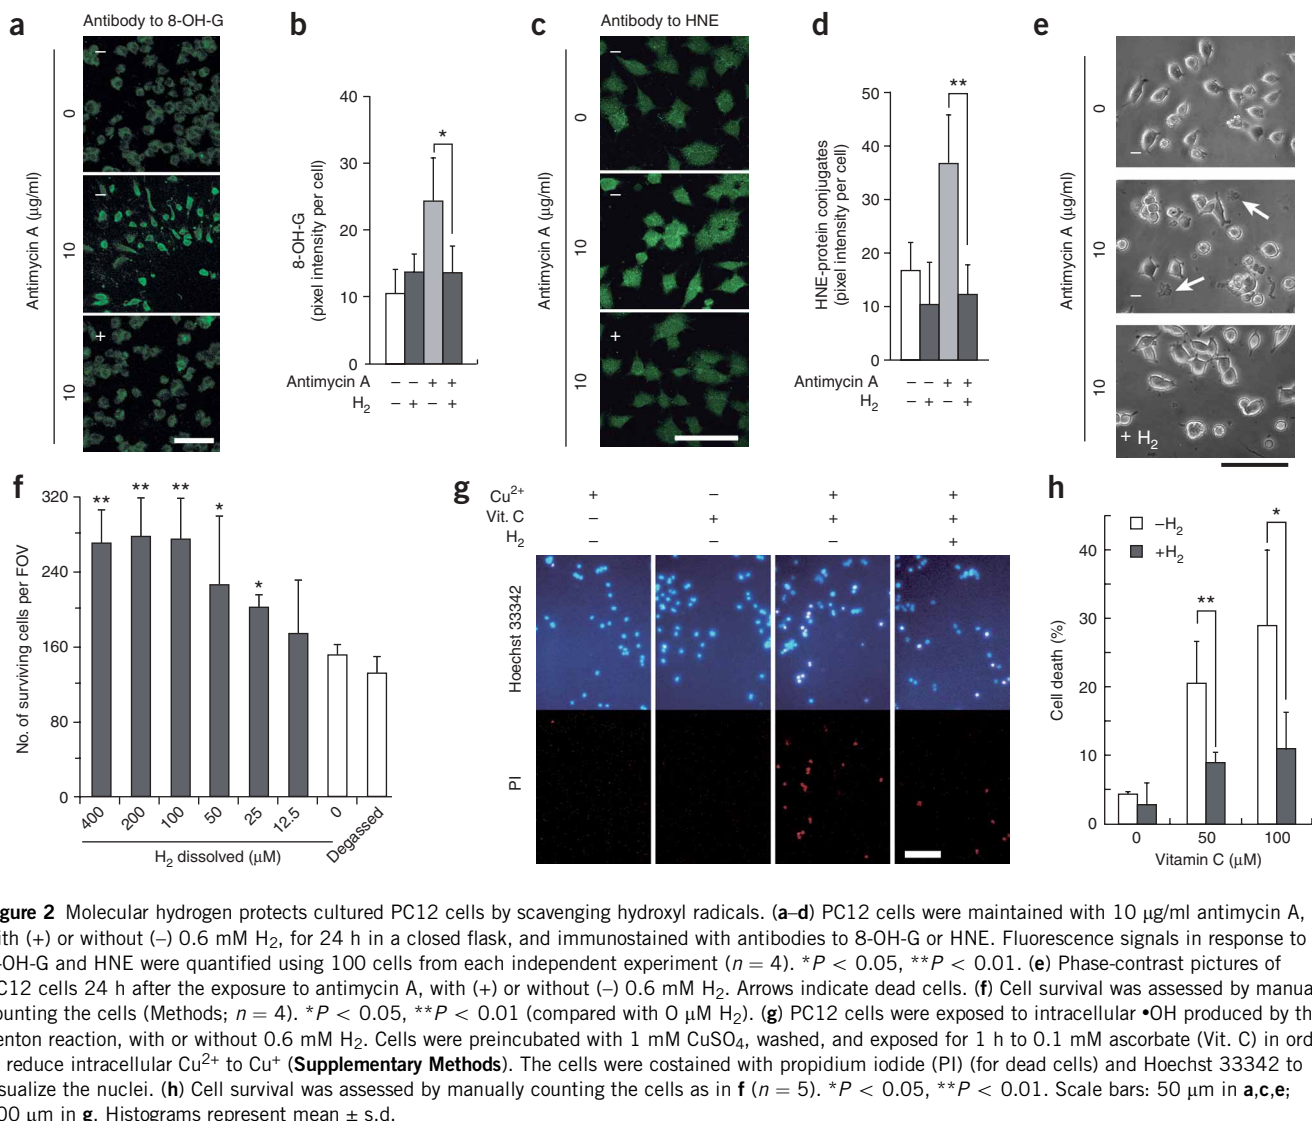 a
Antibody to 8-OH-G
Antimycin A (µg/ml)
0
–
10
–
10
+
b
8-OH-G
(pixel intensity per cell)
40
30
20
10
0
*
Antimycin A – – + +
H2 – + – +
c
Antibody to HNE
Antimycin A (µg/ml)
0
–
10
–
10
+
d
HNE-protein conjugates
(pixel intensity per cell)
50
40
30
20
10
0
**
Antimycin A – – + +
H2 – + – +
e
Antimycin A (µg/ml)
0
–
10
–
10
+ H2
f
No. of surviving cells per FOV
320
240
160
80
0
** ** ** * *
400 200 100 50 25 12.5 0 Degassed
H2 dissolved (µM)
g
Cu2+ + – + +
Vit. C – + + +
H2 – – – +
Hoechst 33342
PI
h
–H2
+H2
Cell death (%)
40
30
20
10
0
**
*
0 50 100
Vitamin C (µM)
gure 2 Molecular hydrogen protects cultured PC12 cells by scavenging hydroxyl radicals. (a–d) PC12 cells were maintained with 10 µg/ml antimycin A,
ith (+) or without (–) 0.6 mM H2, for 24 h in a closed flask, and immunostained with antibodies to 8-OH-G or HNE. Fluorescence signals in response to
-OH-G and HNE were quantified using 100 cells from each independent experiment (n = 4). *P < 0.05, **P < 0.01. (e) Phase-contrast pictures of
C12 cells 24 h after the exposure to antimycin A, with (+) or without (–) 0.6 mM H2. Arrows indicate dead cells. (f) Cell survival was assessed by manua
ounting the cells (Methods; n = 4). *P < 0.05, **P < 0.01 (compared with O µM H2). (g) PC12 cells were exposed to intracellular •OH produced by th
enton reaction, with or without 0.6 mM H2. Cells were preincubated with 1 mM CuSO4, washed, and exposed for 1 h to 0.1 mM ascorbate (Vit. C) in ord
reduce intracellular Cu2+ to Cu+ (Supplementary Methods). The cells were costained with propidium iodide (PI) (for dead cells) and Hoechst 33342 to
sualize the nuclei. (h) Cell survival was assessed by manually counting the cells as in f (n = 5). *P < 0.05, **P < 0.01. Scale bars: 50 µm in a,c,e;
00 µm in g. Histograms represent mean ± s.d.